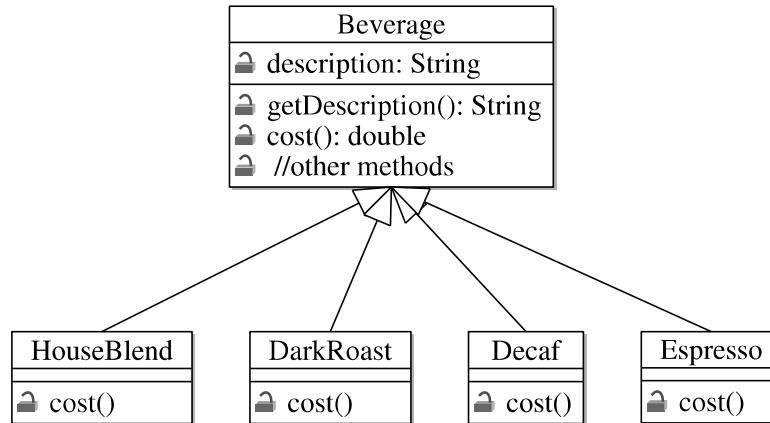 Beverage
description: String
getDescription(): String
cost(): double
//other methods
HouseBlend
DarkRoast
Decaf
Espresso
cost()
cost()
cost()
cost()